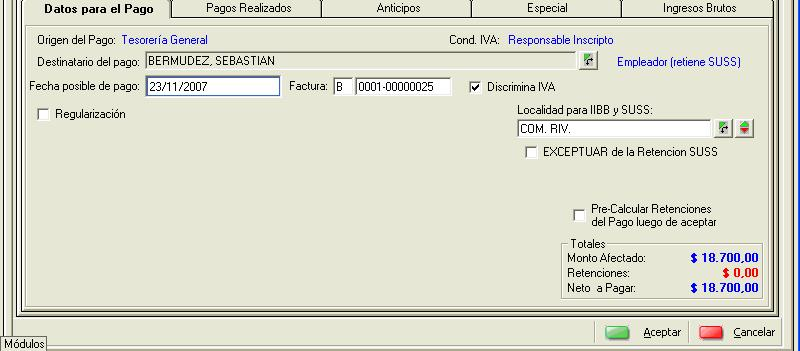 Datos para el Pago Pagos Realizados Anticipos Especial Ingresos Brutos
Origen del Pago: Tesorería General Cond. IVA: Responsable Inscripto
Destinatario del pago: BERMUDEZ, SEBASTIAN Empleador (retiene SUSS)
Fecha posible de pago: 23/11/2007 Factura: B 0001-00000025 Discrimina IVA
Regularización
Localidad para IIBB y SUSS:
COM. RIV.
EXCEPTUAR de la Retencion SUSS
Pre-Calcular Retenciones
del Pago luego de aceptar
Totales
Monto Afectado: $ 18.700,00
Retenciones: $ 0,00
Neto a Pagar: $ 18.700,00
Aceptar Cancelar
Módulos